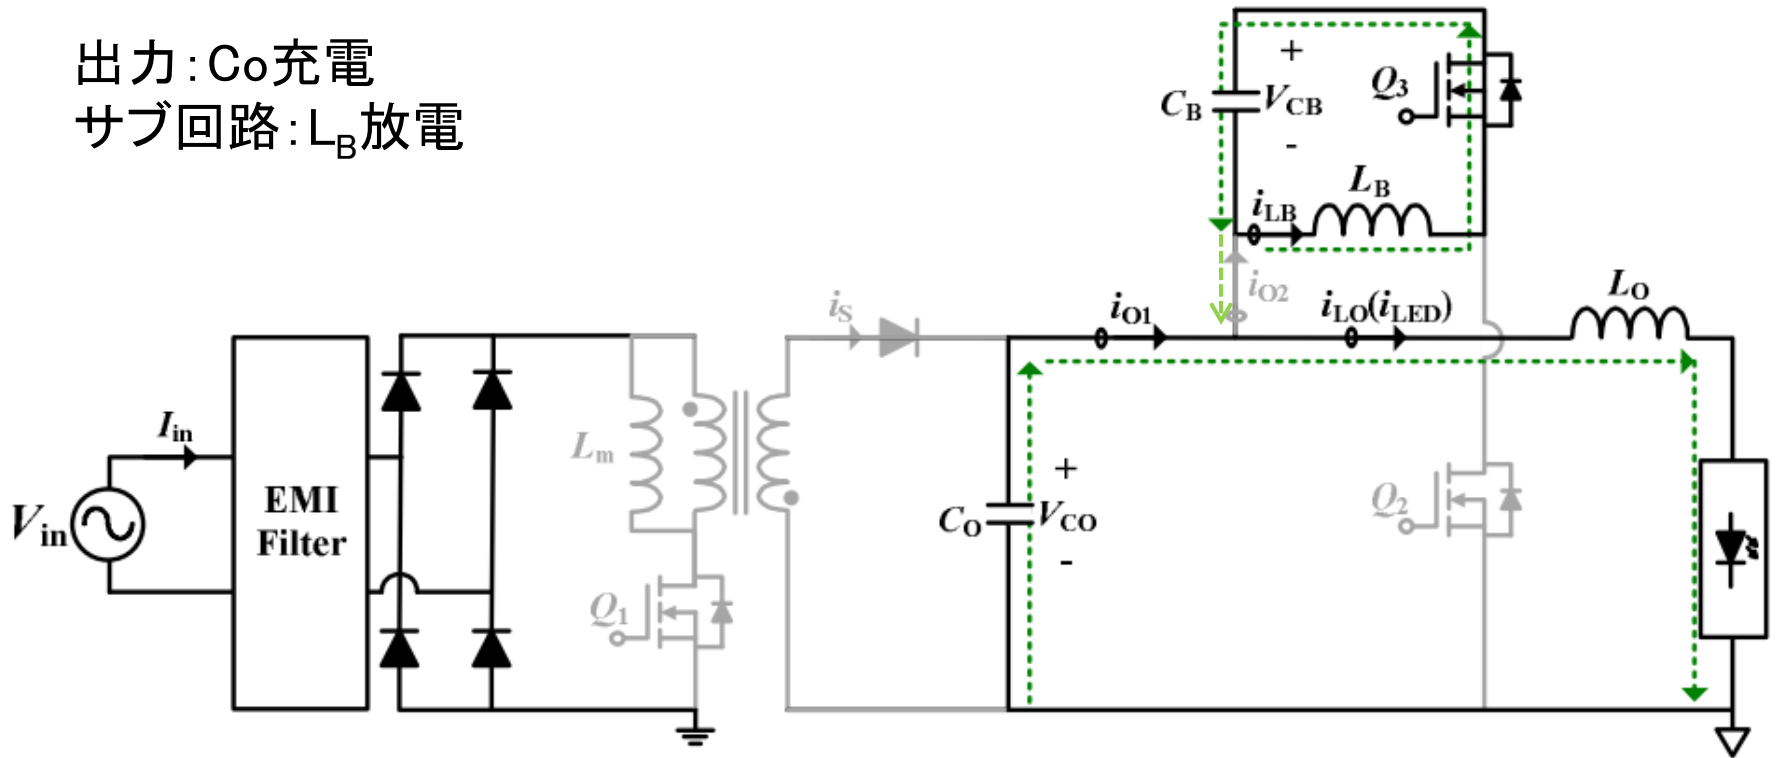 出力:Co充電
サブ回路:LB放電
+
CB
VCB
-
Q3
LB
iLB
iO2
iS
iO1
iLO(iLED)
LO
Iin
Vin
EMI
Filter
Lm
Q1
+
CO
VCO
-
Q2